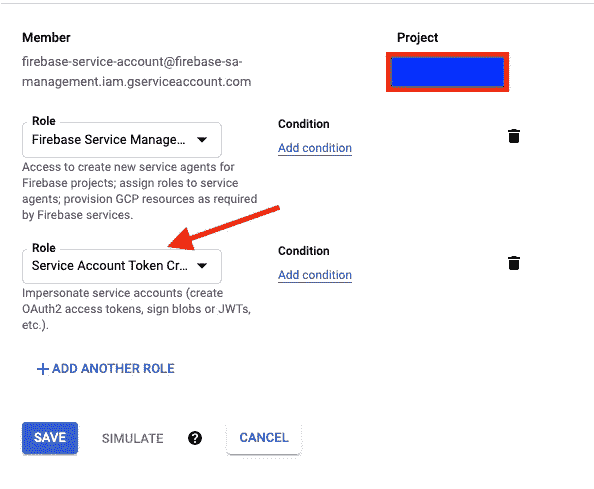 Member
Project
firebase-service-account@firebase-sa-
management.iam.gserviceaccount.com
Role
Firebase Service Manage...
Condition
Add condition
Access to create new service agents for
Firebase projects; assign roles to service
agents; provision GCP resources as required
by Firebase services.
Role
Service Account Token Cr...
Condition
Add condition
Impersonate service accounts (create
OAuth2 access tokens, sign blobs or JWTs,
etc.).
+ ADD ANOTHER ROLE
SAVE
SIMULATE
?
CANCEL